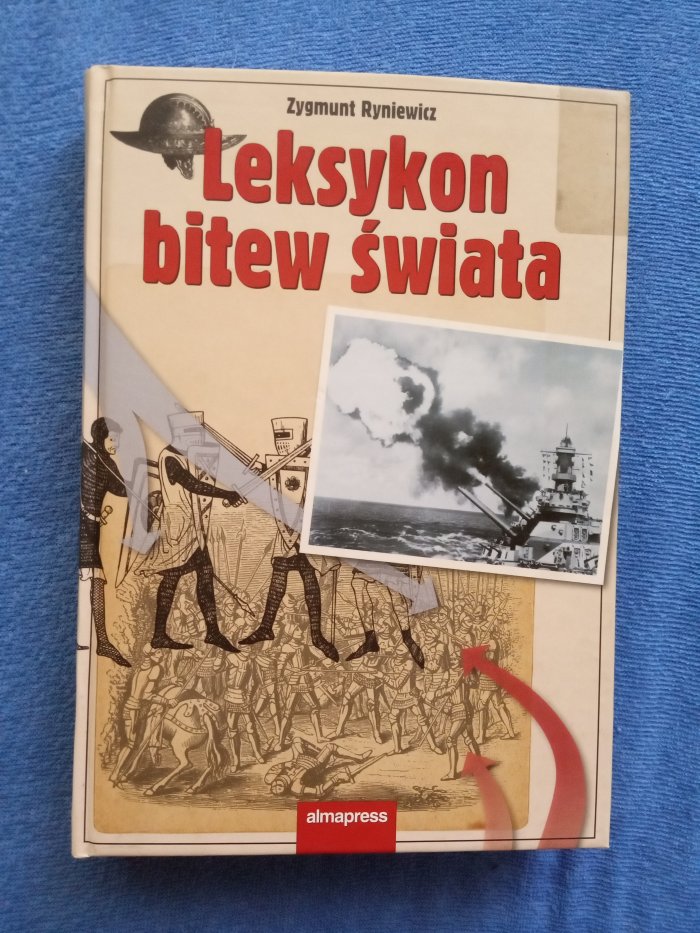 Zygmunt Ryniewicz
Leksykon
bitew świata
almapress